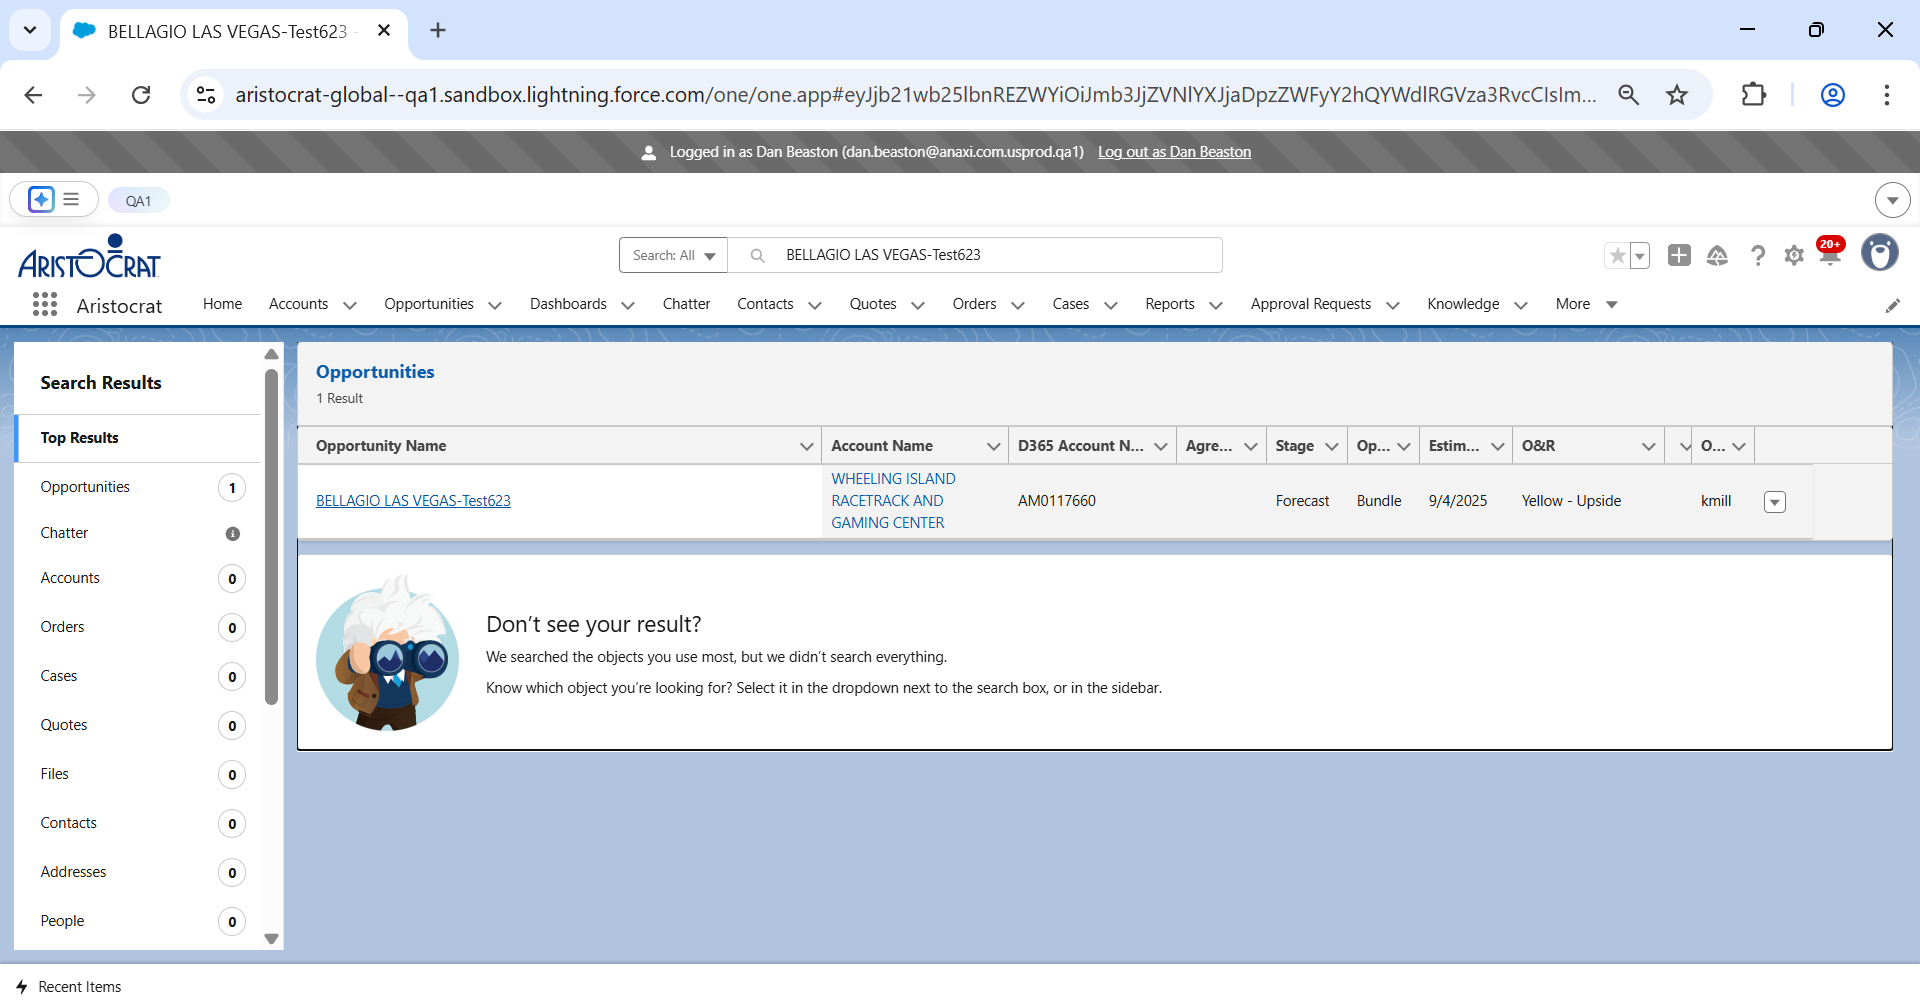 BELLAGIO LAS VEGAS-Test623
aristocrat-global--qa1.sandbox.lightning.force.com/one/one.app#eyJjb21wb25lbnREZWYiOiJmb3JjZVNlYXJjaDpzZWFyY2hQYWdlRGVza3RvcCIsIm...
Logged in as Dan Beaston (dan.beaston@anaxi.com.usprod.qa1) Log out as Dan Beaston
QA1
ARISTOCRAT
Search: All
BELLAGIO LAS VEGAS-Test623
20+
Aristocrat Home Accounts Opportunities Dashboards Chatter Contacts Quotes Orders Cases Reports Approval Requests Knowledge More
Search Results
Top Results
Opportunities 1
Chatter
Accounts 0
Orders 0
Cases 0
Quotes 0
Files 0
Contacts 0
Addresses 0
People 0
Opportunities
1 Result
Opportunity Name Account Name D365 Account N... Agre... Stage Op... Estim... O&R O...
BELLAGIO LAS VEGAS-Test623 WHEELING ISLAND RACETRACK AND GAMING CENTER AM0117660 Forecast Bundle 9/4/2025 Yellow - Upside kmill
Don't see your result?
We searched the objects you use most, but we didn't search everything.
Know which object you're looking for? Select it in the dropdown next to the search box, or in the sidebar.
Recent Items